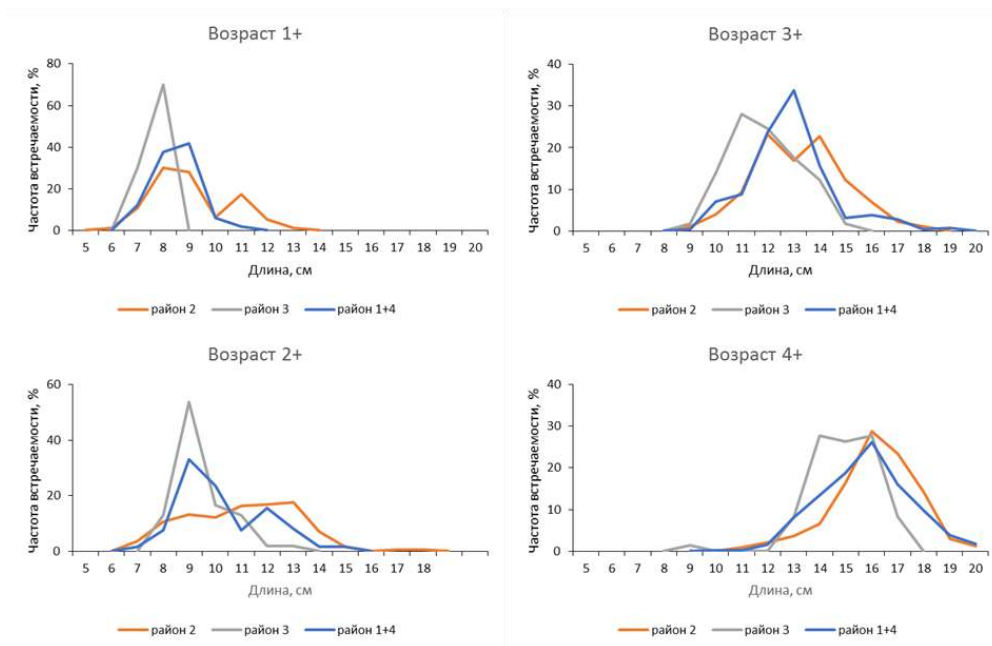 Возраст 1+
Частота встречаемости, %
80
60
40
20
0
5 6 7 8 9 10 11 12 13 14 15 16 17 18 19 20
Длина, см
район 2 район 3 район 1+4
Возраст 3+
Частота встречаемости, %
40
30
20
10
0
5 6 7 8 9 10 11 12 13 14 15 16 17 18 19 20
Длина, см
район 2 район 3 район 1+4
Возраст 2+
Частота встречаемости, %
60
40
20
0
5 6 7 8 9 10 11 12 13 14 15 16 17 18
Длина, см
район 2 район 3 район 1+4
Возраст 4+
Частота встречаемости, %
40
30
20
10
0
5 6 7 8 9 10 11 12 13 14 15 16 17 18 19 20
Длина, см
район 2 район 3 район 1+4